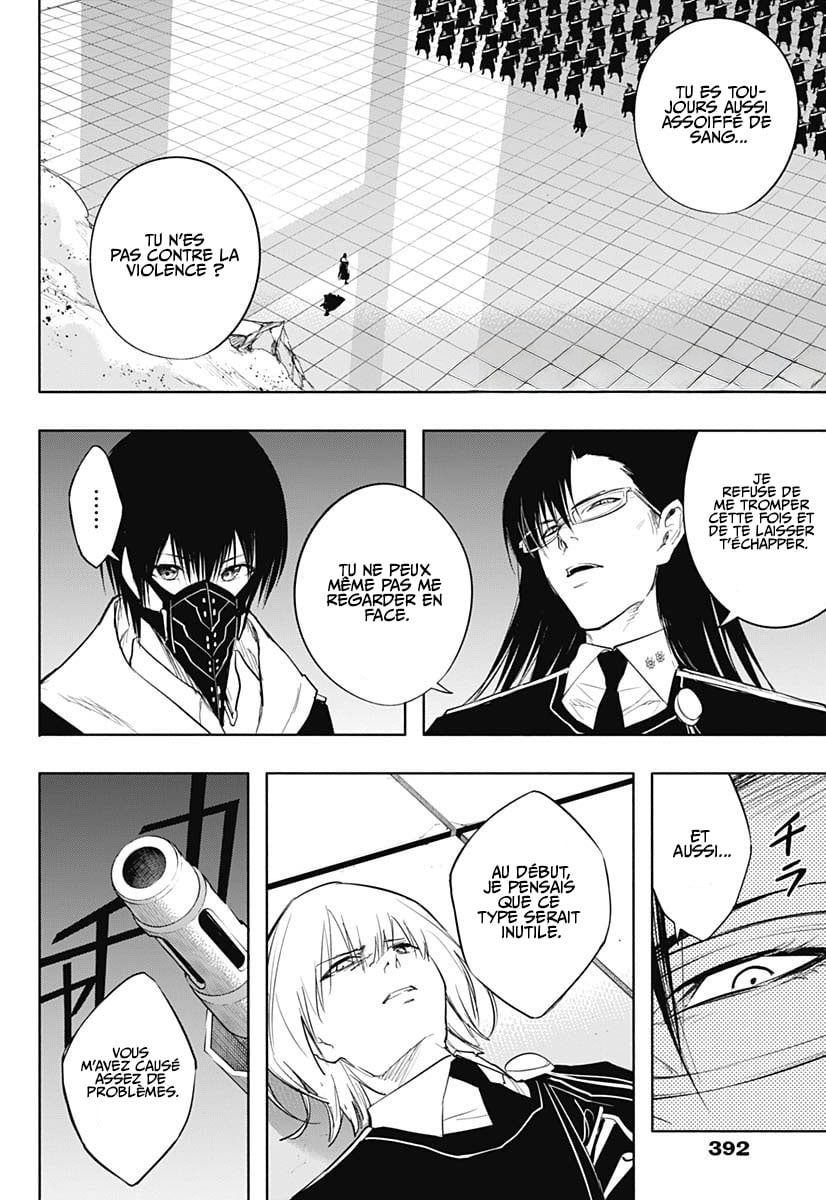 TU ES TOU-
JOURS AUSSI
ASSOIFFÉ DE
SANG...
TU N'ES
PAS CONTRE LA
VIOLENCE ?
JE
REFUSE DE
ME TROMPER
CETTE FOIS ET
DE TE LAISSER
T'ÉCHAPPER.
TU NE PEUX
MÊME PAS ME
REGARDER EN
FACE.
......
ET
AUSSI...
チラ
AU DÉBUT,
JE PENSAIS
QUE CE
TYPE SERAIT
INUTILE.
VOUS
M'AVEZ CAUSÉ
ASSEZ DE
PROBLÈMES.
392